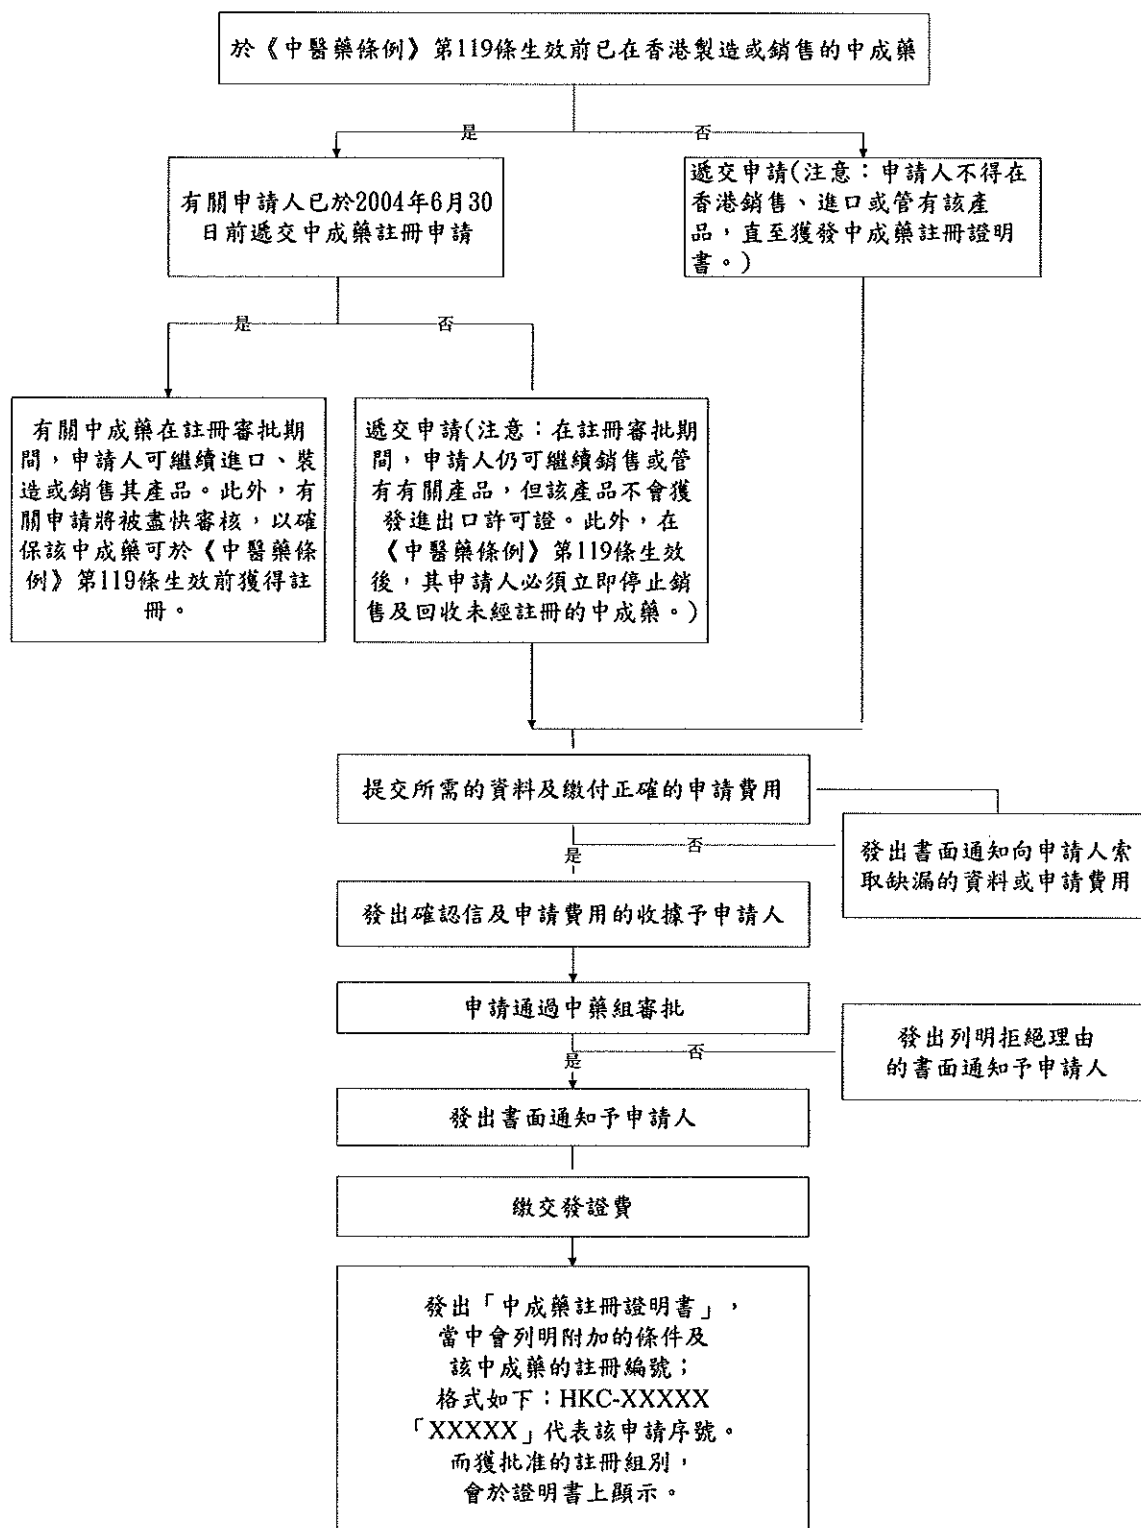 於《中醫藥條例》第119條生效前已在香港製造或銷售的中成藥
是
否
有關申請人已於2004年6月30
日前遞交中成藥註冊申請
遞交申請(注意：申請人不得在
香港銷售、進口或管有該產
品，直至獲發中成藥註冊證明
書。)
是
否
有關中成藥在註冊審批期
間，申請人可繼續進口、裝
造或銷售其產品。此外，有
關申請將被盡快審核，以確
保該中成藥可於《中醫藥條
例》第119條生效前獲得註
冊。
遞交申請(注意：在註冊審批期
間，申請人仍可繼續銷售或管
有有關產品，但該產品不會獲
發進出口許可證。此外，在
《中醫藥條例》第119條生效
後，其申請人必須立即停止銷
售及回收未經註冊的中成藥。)
提交所需的資料及繳付正確的申請費用
是
否
發出書面通知向申請人索
取缺漏的資料或申請費用
發出確認信及申請費用的收據予申請人
申請通過中藥組審批
是
否
發出列明拒絕理由
的書面通知予申請人
發出書面通知予申請人
繳交發證費
發出「中成藥註冊證明書」，
當中會列明附加的條件及
該中成藥的註冊編號；
格式如下：HKC-XXXXX
「XXXXX」代表該申請序號。
而獲批准的註冊組別，
會於證明書上顯示。